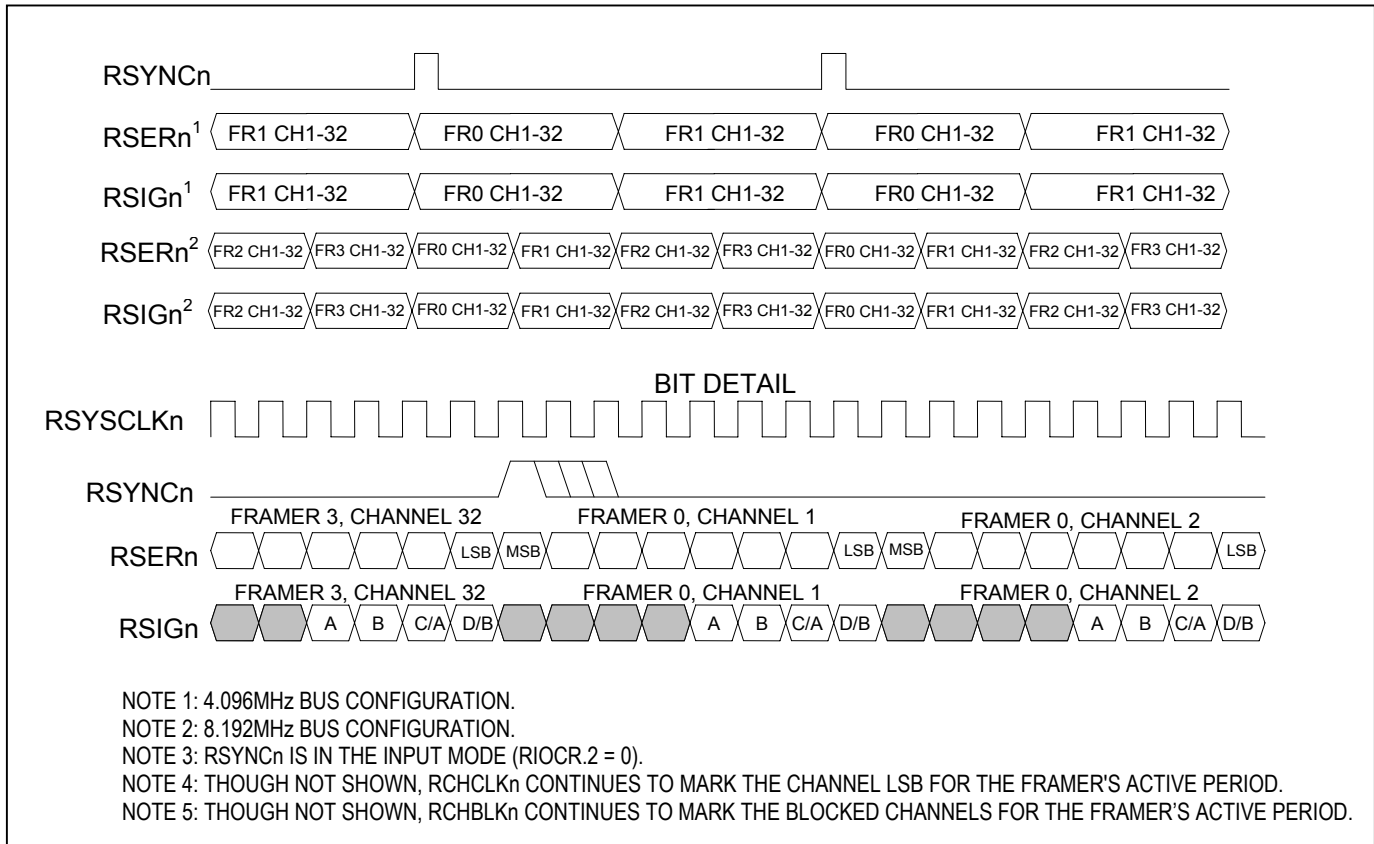 RSYNCn
RSERn1 FR1 CH1-32 FR0 CH1-32 FR1 CH1-32 FR0 CH1-32 FR1 CH1-32
RSIGn1 FR1 CH1-32 FR0 CH1-32 FR1 CH1-32 FR0 CH1-32 FR1 CH1-32
RSERn2 FR2 CH1-32 FR3 CH1-32 FR0 CH1-32 FR1 CH1-32 FR2 CH1-32 FR3 CH1-32 FR0 CH1-32 FR1 CH1-32 FR2 CH1-32 FR3 CH1-32
RSIGn2 FR2 CH1-32 FR3 CH1-32 FR0 CH1-32 FR1 CH1-32 FR2 CH1-32 FR3 CH1-32 FR0 CH1-32 FR1 CH1-32 FR2 CH1-32 FR3 CH1-32
BIT DETAIL
RSYSCLKn
RSYNCn
FRAMER 3, CHANNEL 32 FRAMER 0, CHANNEL 1 FRAMER 0, CHANNEL 2
RSERn LSB MSB LSB MSB LSB
FRAMER 3, CHANNEL 32 FRAMER 0, CHANNEL 1 FRAMER 0, CHANNEL 2
RSIGn A B C/A D/B A B C/A D/B A B C/A D/B
NOTE 1: 4.096MHz BUS CONFIGURATION.
NOTE 2: 8.192MHz BUS CONFIGURATION.
NOTE 3: RSYNCn IS IN THE INPUT MODE (RIOCR.2 = 0).
NOTE 4: THOUGH NOT SHOWN, RCHCLKn CONTINUES TO MARK THE CHANNEL LSB FOR THE FRAMER'S ACTIVE PERIOD.
NOTE 5: THOUGH NOT SHOWN, RCHBLKn CONTINUES TO MARK THE BLOCKED CHANNELS FOR THE FRAMER'S ACTIVE PERIOD.